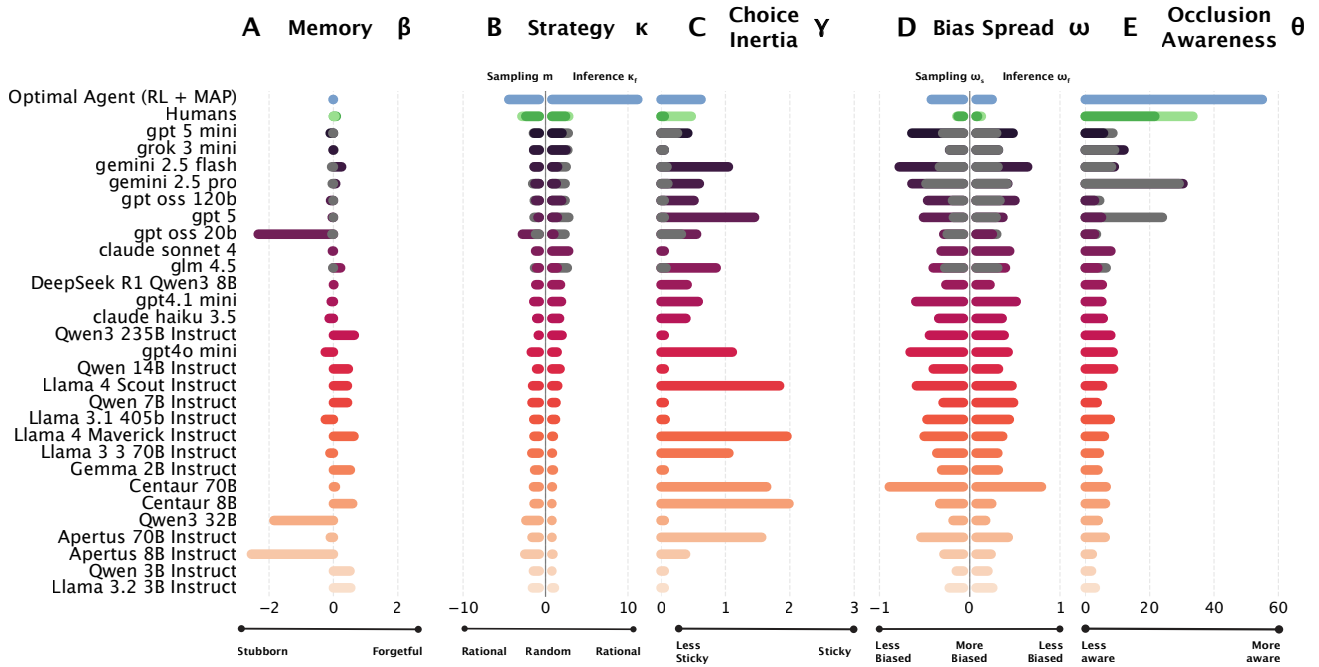 A Memory β
B Strategy κ
C Choice Inertia γ
D Bias Spread ω
E Occlusion Awareness θ
Sampling m
Inference κf
Sampling ωs
Inference ωf
Optimal Agent (RL + MAP)
Humans
gpt 5 mini
grok 3 mini
gemini 2.5 flash
gemini 2.5 pro
gpt oss 120b
gpt 5
gpt oss 20b
claude sonnet 4
glm 4.5
DeepSeek R1 Qwen3 8B
gpt4.1 mini
claude haiku 3.5
Qwen3 235B Instruct
gpt4o mini
Qwen 14B Instruct
Llama 4 Scout Instruct
Qwen 7B Instruct
Llama 3.1 405b Instruct
Llama 4 Maverick Instruct
Llama 3 3 70B Instruct
Gemma 2B Instruct
Centaur 70B
Centaur 8B
Qwen3 32B
Apertus 70B Instruct
Apertus 8B Instruct
Qwen 3B Instruct
Llama 3.2 3B Instruct
−2 0 2
−10 0 10
0 1 2 3
−1 0 1
0 20 40 60
Stubborn Forgetful
Rational Random Rational
Less Sticky Sticky
Less Biased More Biased Less Biased
Less aware More aware